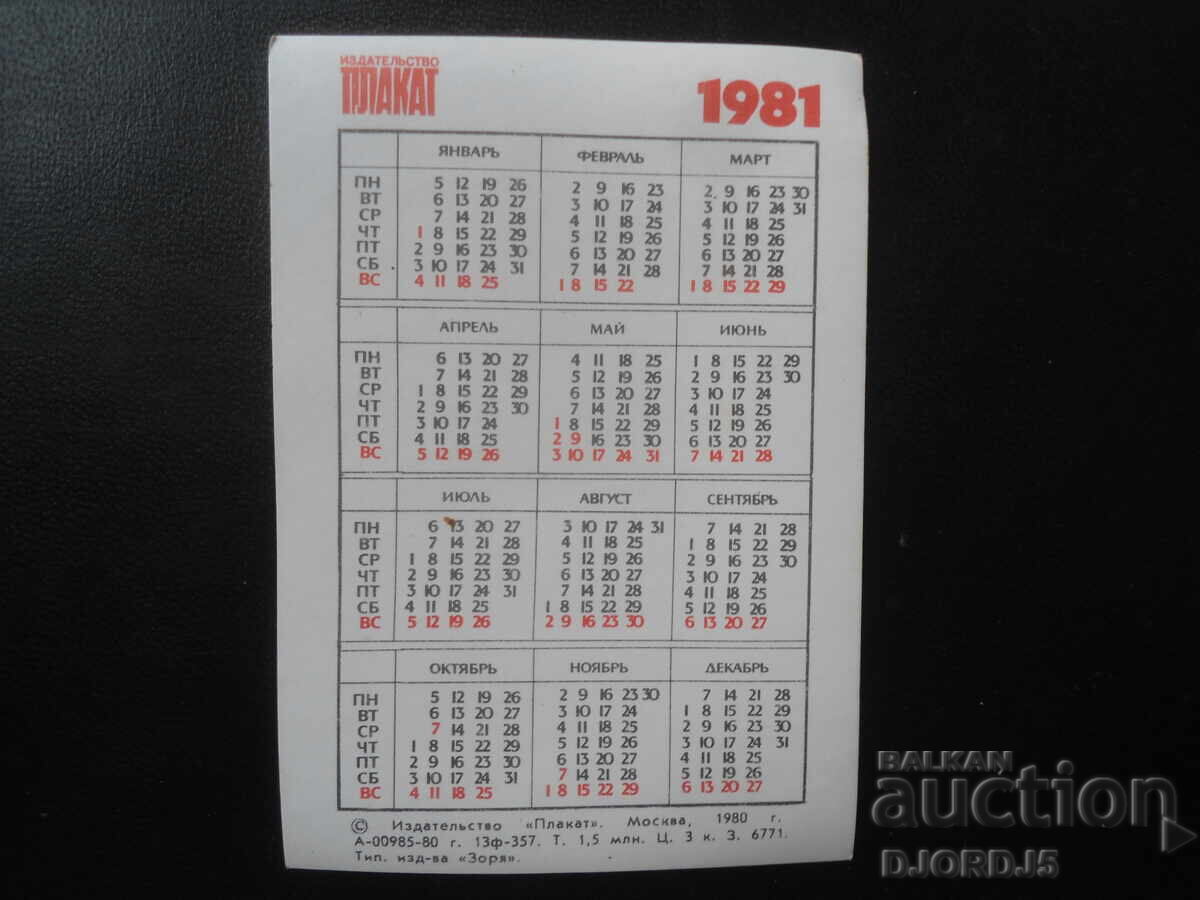 ИЗДАТЕЛЬСТВО
ПЛАКАТ
1981
ЯНВАРЬ ФЕВРАЛЬ МАРТ
ПН 5 12 19 26 2 9 16 23 2 9 16 23 30
ВТ 6 13 20 27 3 10 17 24 3 10 17 24 31
СР 7 14 21 28 4 11 18 25 4 11 18 25
ЧТ 1 8 15 22 29 5 12 19 26 5 12 19 26
ПТ 2 9 16 23 30 6 13 20 27 6 13 20 27
СБ 3 10 17 24 31 7 14 21 28 7 14 21 28
ВС 4 11 18 25 1 8 15 22 1 8 15 22 29
АПРЕЛЬ МАЙ ИЮНЬ
ПН 6 13 20 27 4 11 18 25 1 8 15 22 29
ВТ 7 14 21 28 5 12 19 26 2 9 16 23 30
СР 1 8 15 22 29 6 13 20 27 3 10 17 24
ЧТ 2 9 16 23 30 7 14 21 28 4 11 18 25
ПТ 3 10 17 24 1 8 15 22 29 5 12 19 26
СБ 4 11 18 25 2 9 16 23 30 6 13 20 27
ВС 5 12 19 26 3 10 17 24 31 7 14 21 28
ИЮЛЬ АВГУСТ СЕНТЯБРЬ
ПН 6 13 20 27 3 10 17 24 31 7 14 21 28
ВТ 7 14 21 28 4 11 18 25 1 8 15 22 29
СР 1 8 15 22 29 5 12 19 26 2 9 16 23 30
ЧТ 2 9 16 23 30 6 13 20 27 3 10 17 24
ПТ 3 10 17 24 31 7 14 21 28 4 11 18 25
СБ 4 11 18 25 1 8 15 22 29 5 12 19 26
ВС 5 12 19 26 2 9 16 23 30 6 13 20 27
ОКТЯБРЬ НОЯБРЬ ДЕКАБРЬ
ПН 5 12 19 26 2 9 16 23 30 7 14 21 28
ВТ 6 13 20 27 3 10 17 24 1 8 15 22 29
СР 7 14 21 28 4 11 18 25 2 9 16 23 30
ЧТ 1 8 15 22 29 5 12 19 26 3 10 17 24 31
ПТ 2 9 16 23 30 6 13 20 27 4 11 18 25
СБ 3 10 17 24 31 7 14 21 28 5 12 19 26
ВС 4 11 18 25 1 8 15 22 29 6 13 20 27
© Издательство «Плакат». Москва, 1980 г.
А-00985-80 г. 13ф-357. Т. 1,5 млн. Ц. 3 к. З. 6771.
Тип. изд-ва «Зоря».
BALKAN
auction
DJORDJ5